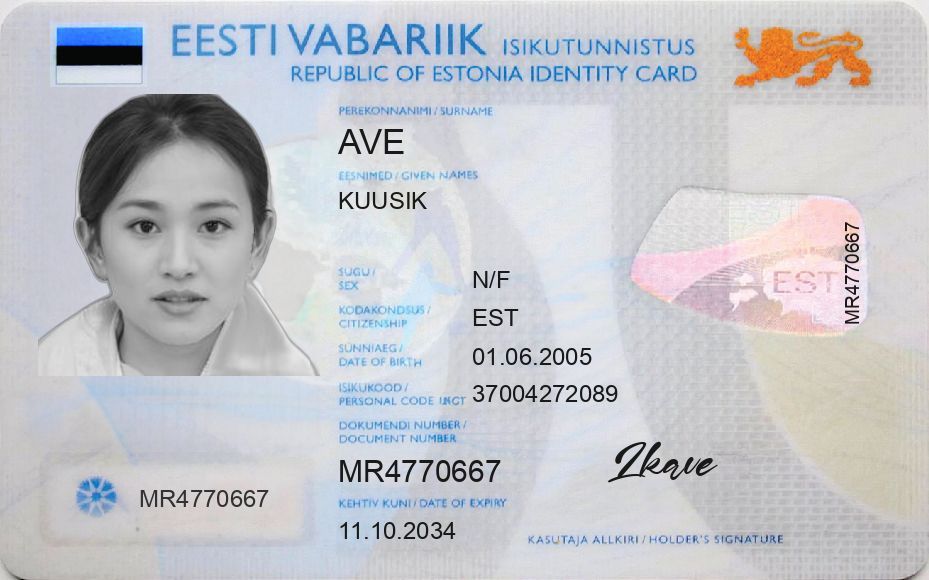 EESTI VABARIIK ISIKUTUNNISTUS
REPUBLIC OF ESTONIA IDENTITY CARD
PEREKONNANIMI / SURNAME
AVE
EESNIMED / GIVEN NAMES
KUUSIK
SUGU /
SEX
N/F
KODAKONDSUS /
CITIZENSHIP
EST
SÜNNIAEG /
DATE OF BIRTH
01.06.2005
ISIKUKOOD /
PERSONAL CODE
37004272089
DOKUMENDI NUMBER /
DOCUMENT NUMBER
MR4770667
KEHTIV KUNI / DATE OF EXPIRY
11.10.2034
MR4770667
EST
MR4770667
KASUTAJA ALLKIRI / HOLDER'S SIGNATURE